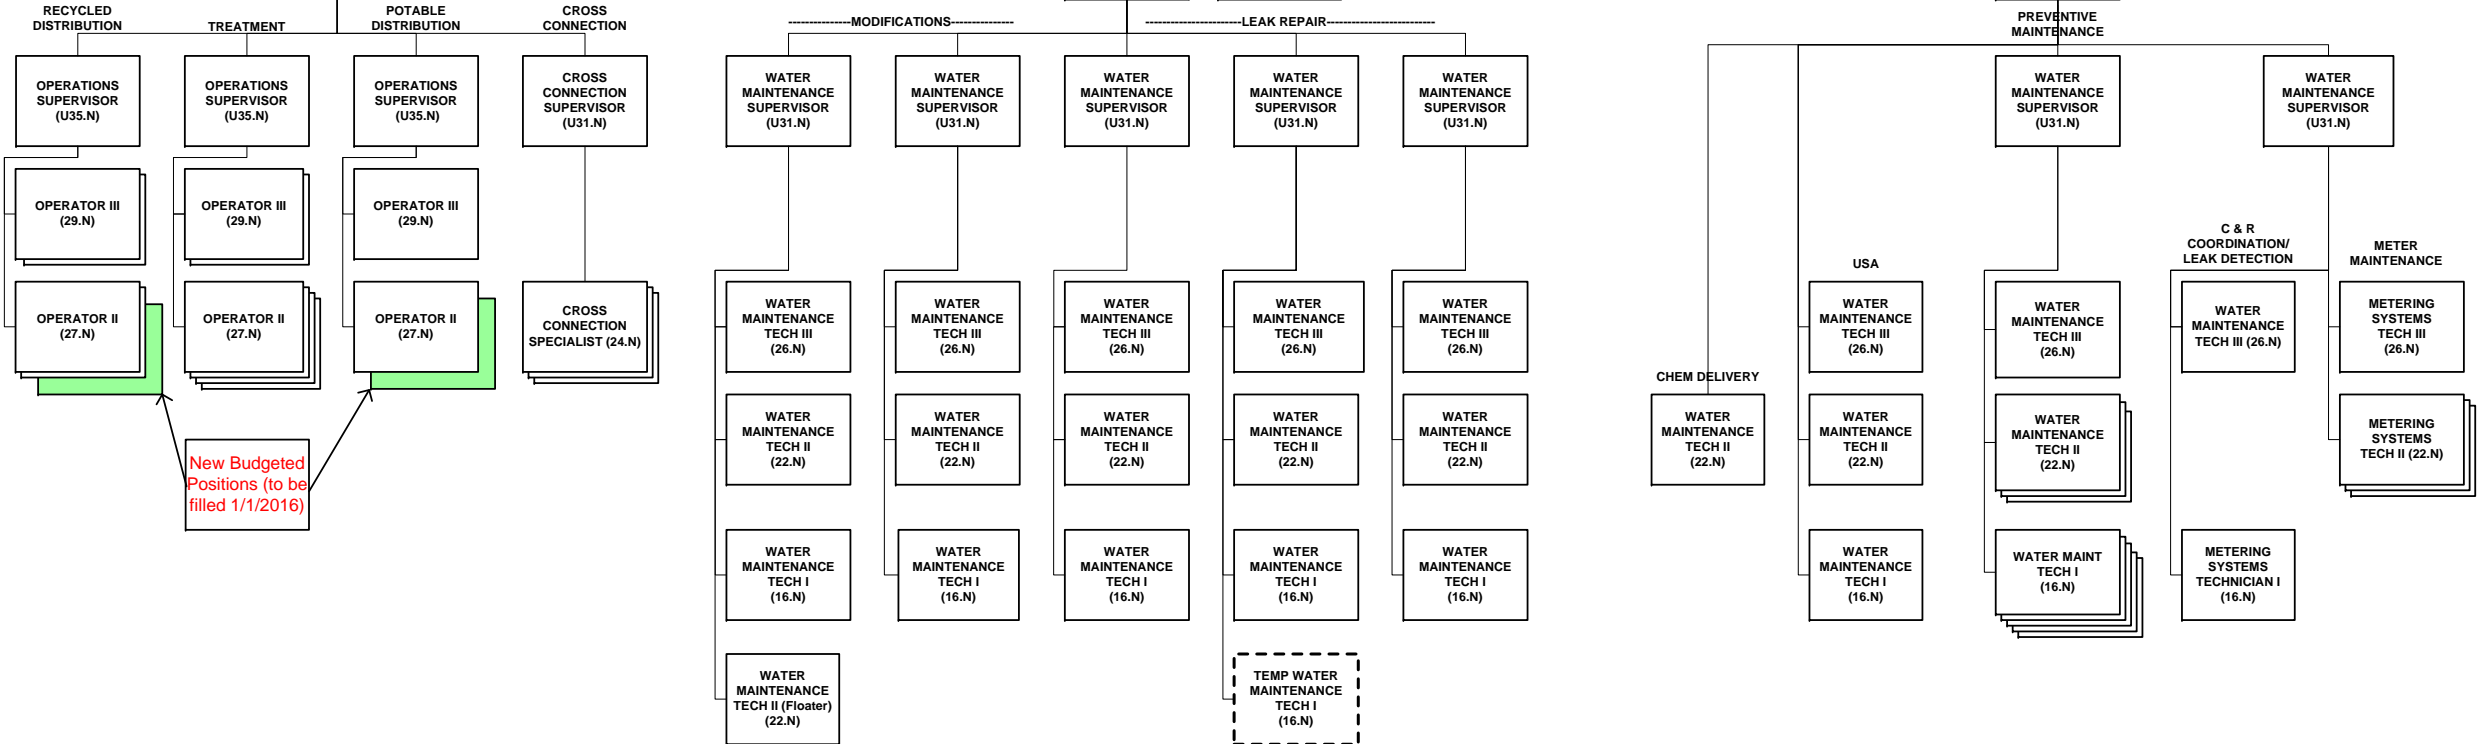 RECYCLED
DISTRIBUTION
TREATMENT
POTABLE
DISTRIBUTION
CROSS
CONNECTION
---------------MODIFICATIONS---------------
-----------------------LEAK REPAIR--------------------------
PREVENTIVE
MAINTENANCE
OPERATIONS
SUPERVISOR
(U35.N)
OPERATIONS
SUPERVISOR
(U35.N)
OPERATIONS
SUPERVISOR
(U35.N)
CROSS
CONNECTION
SUPERVISOR
(U31.N)
WATER
MAINTENANCE
SUPERVISOR
(U31.N)
WATER
MAINTENANCE
SUPERVISOR
(U31.N)
WATER
MAINTENANCE
SUPERVISOR
(U31.N)
WATER
MAINTENANCE
SUPERVISOR
(U31.N)
WATER
MAINTENANCE
SUPERVISOR
(U31.N)
WATER
MAINTENANCE
SUPERVISOR
(U31.N)
WATER
MAINTENANCE
SUPERVISOR
(U31.N)
OPERATOR III
(29.N)
OPERATOR III
(29.N)
OPERATOR III
(29.N)
USA
C & R
COORDINATION/
LEAK DETECTION
METER
MAINTENANCE
OPERATOR II
(27.N)
OPERATOR II
(27.N)
OPERATOR II
(27.N)
CROSS
CONNECTION
SPECIALIST (24.N)
WATER
MAINTENANCE
TECH III
(26.N)
WATER
MAINTENANCE
TECH III
(26.N)
WATER
MAINTENANCE
TECH III
(26.N)
WATER
MAINTENANCE
TECH III
(26.N)
WATER
MAINTENANCE
TECH III
(26.N)
WATER
MAINTENANCE
TECH III
(26.N)
WATER
MAINTENANCE
TECH III
(26.N)
WATER
MAINTENANCE
TECH III (26.N)
METERING
SYSTEMS
TECH III
(26.N)
CHEM DELIVERY
WATER
MAINTENANCE
TECH II
(22.N)
WATER
MAINTENANCE
TECH II
(22.N)
WATER
MAINTENANCE
TECH II
(22.N)
WATER
MAINTENANCE
TECH II
(22.N)
WATER
MAINTENANCE
TECH II
(22.N)
WATER
MAINTENANCE
TECH II
(22.N)
WATER
MAINTENANCE
TECH II
(22.N)
WATER
MAINTENANCE
TECH II
(22.N)
METERING
SYSTEMS
TECH II (22.N)
New Budgeted
Positions (to be
filled 1/1/2016)
WATER
MAINTENANCE
TECH I
(16.N)
WATER
MAINTENANCE
TECH I
(16.N)
WATER
MAINTENANCE
TECH I
(16.N)
WATER
MAINTENANCE
TECH I
(16.N)
WATER
MAINTENANCE
TECH I
(16.N)
WATER
MAINTENANCE
TECH I
(16.N)
WATER MAINT
TECH I
(16.N)
METERING
SYSTEMS
TECHNICIAN I
(16.N)
WATER
MAINTENANCE
TECH II (Floater)
(22.N)
TEMP WATER
MAINTENANCE
TECH I
(16.N)